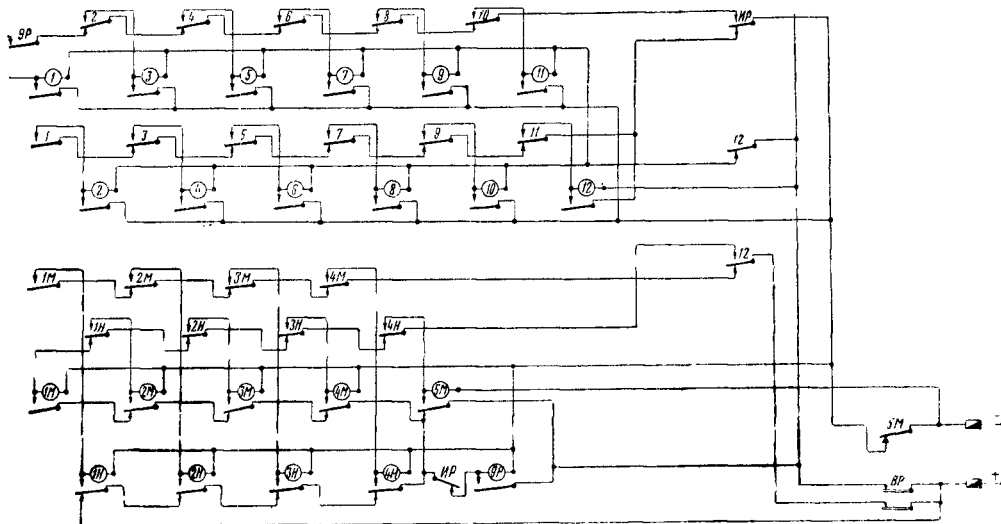 9Р 2 4 6 8 10 ИР
1 3 5 7 9 11
1 3 5 7 9 11 12
2 4 6 8 10 12
1М 2М 3М 4М 12
1Н 2Н 3Н 4Н
1М 2М 3М 4М 5М
5М -
1Н 2Н 3Н 4Н ИР 9Р
ВР +